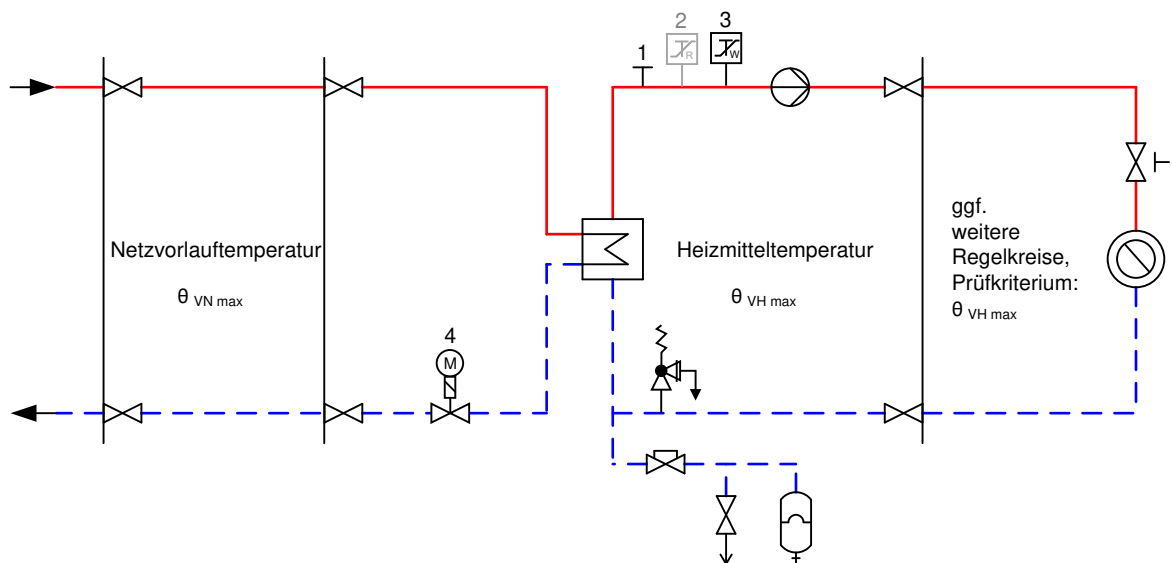 2
3
1
R
W
Netzvorlauftemperatur
θ VN max
Heizmitteltemperatur
θ VH max
ggf.
weitere
Regelkreise,
Prüfkriterium:
θ VH max
4
M